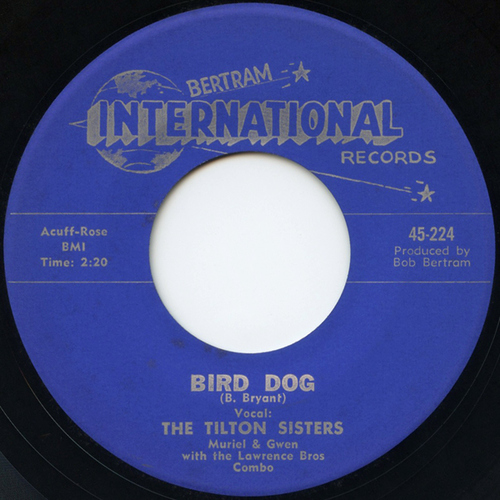 BERTRAM
INTERNATIONAL
RECORDS
Acuff-Rose
BMI
Time: 2:20
45-224
Produced by
Bob Bertram
BIRD DOG
(B. Bryant)
Vocal:
THE TILTON SISTERS
Muriel & Gwen
with the Lawrence Bros
Combo